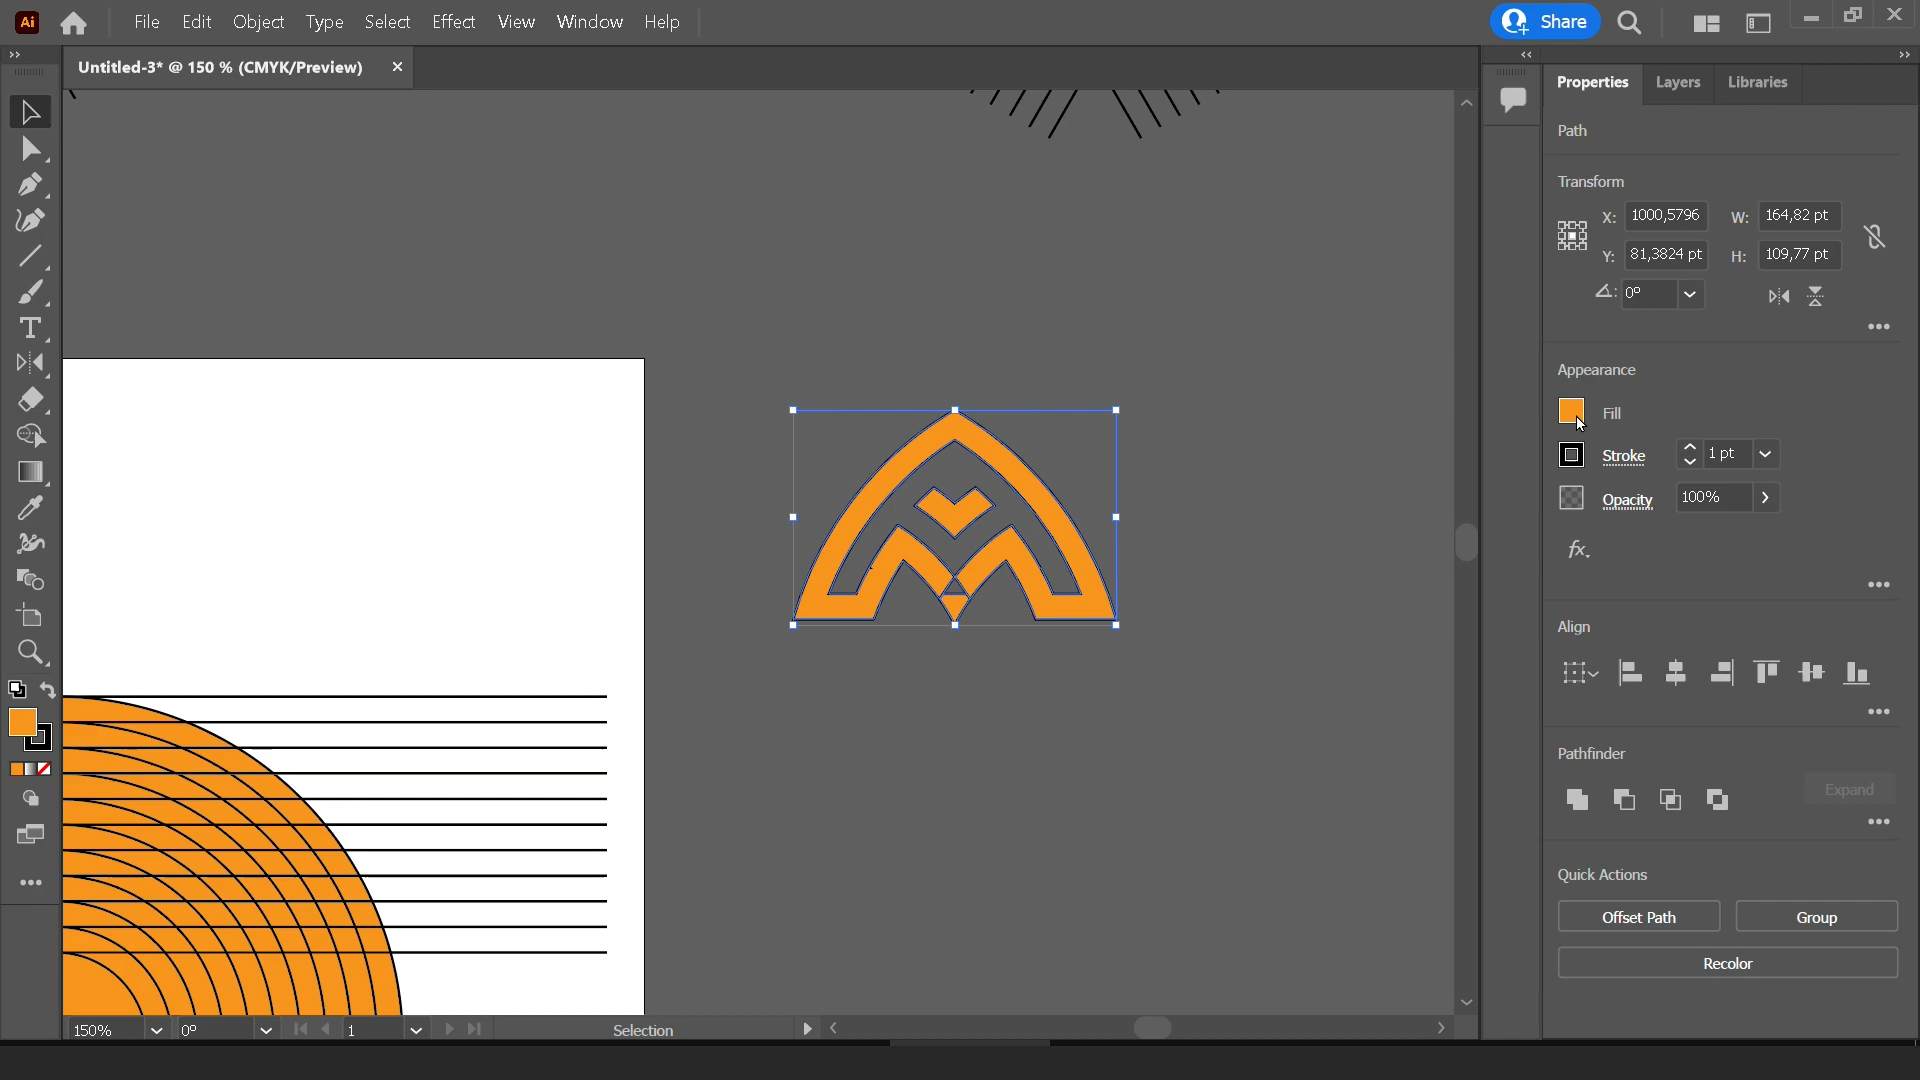 Ai File Edit Object Type Select Effect View Window Help Share
Untitled-3* @ 150 % (CMYK/Preview)
Properties Layers Libraries
Path
Transform
X: 1000,5796 W: 164,82 pt
Y: 81,3824 pt H: 109,77 pt
0°
Appearance
Fill
Stroke 1 pt
Opacity 100%
fx
Align
Pathfinder
Expand
Quick Actions
Offset Path Group
Recolor
150% 0° 1 Selection